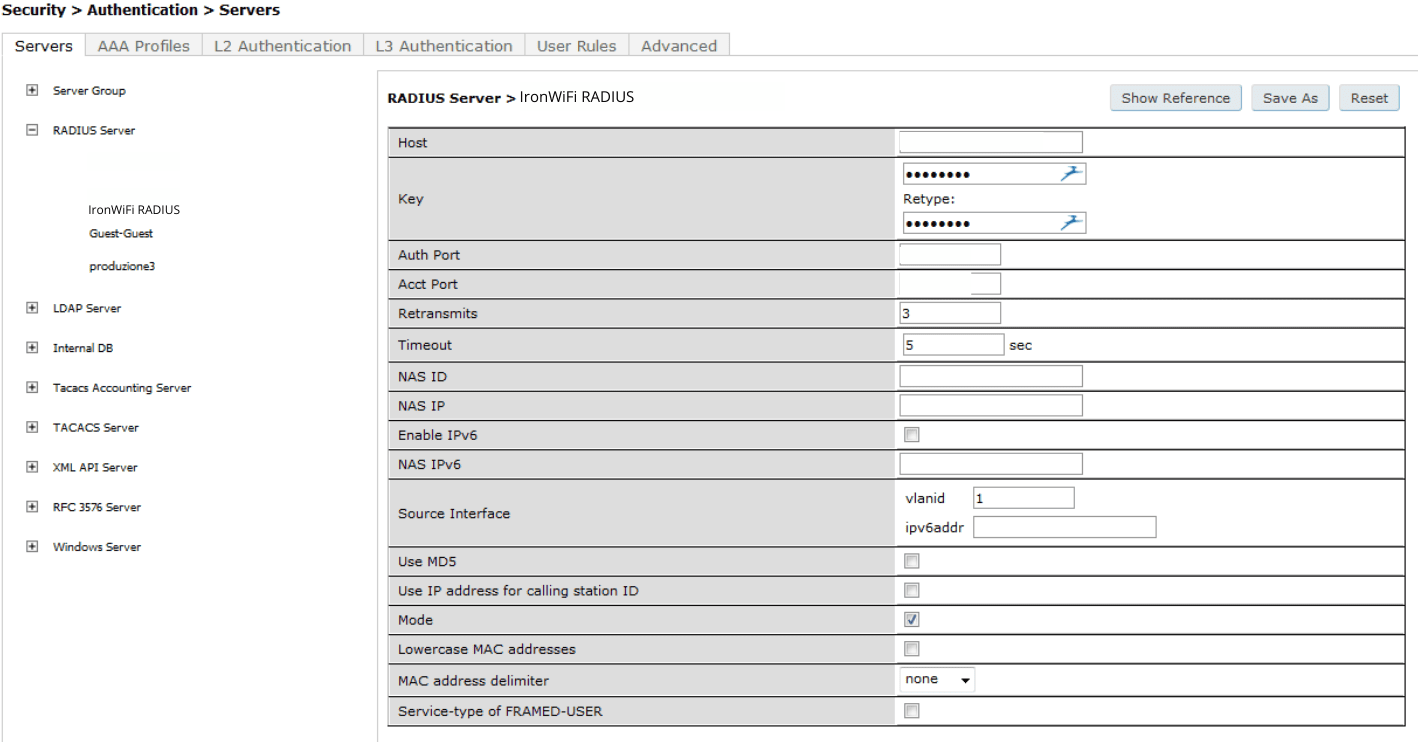 Security > Authentication > Servers
Servers AAA Profiles L2 Authentication L3 Authentication User Rules Advanced
Server Group
RADIUS Server
IronWiFi RADIUS
Guest-Guest
produzione3
LDAP Server
Internal DB
Tacacs Accounting Server
TACACS Server
XML API Server
RFC 3576 Server
Windows Server
RADIUS Server > IronWiFi RADIUS
Show Reference Save As Reset
Host
Key ••••••••
Retype:
••••••••
Auth Port
Acct Port
Retransmits 3
Timeout 5 sec
NAS ID
NAS IP
Enable IPv6
NAS IPv6
Source Interface vlanid 1
ipv6addr
Use MD5
Use IP address for calling station ID
Mode
Lowercase MAC addresses
MAC address delimiter none
Service-type of FRAMED-USER